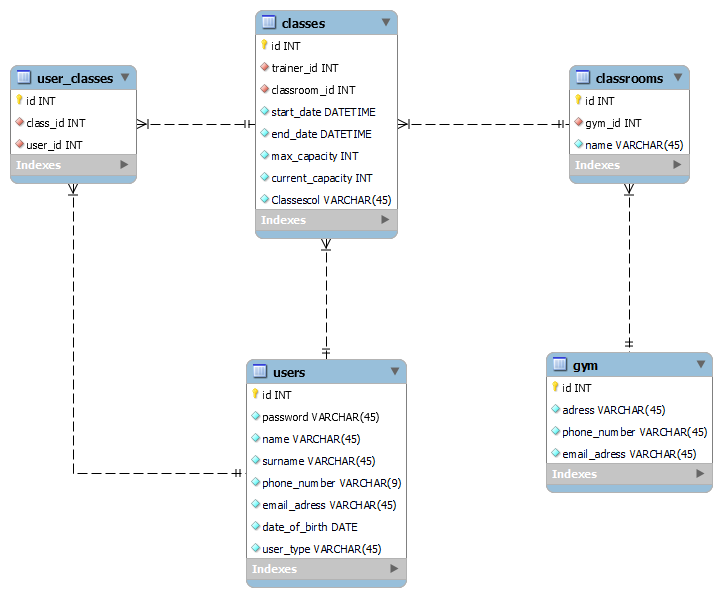 classes
id INT
trainer_id INT
classroom_id INT
start_date DATETIME
end_date DATETIME
max_capacity INT
current_capacity INT
Classescol VARCHAR(45)
Indexes
user_classes
id INT
class_id INT
user_id INT
Indexes
classrooms
id INT
gym_id INT
name VARCHAR(45)
Indexes
users
id INT
password VARCHAR(45)
name VARCHAR(45)
surname VARCHAR(45)
phone_number VARCHAR(9)
email_adress VARCHAR(45)
date_of_birth DATE
user_type VARCHAR(45)
Indexes
gym
id INT
adress VARCHAR(45)
phone_number VARCHAR(45)
email_adress VARCHAR(45)
Indexes